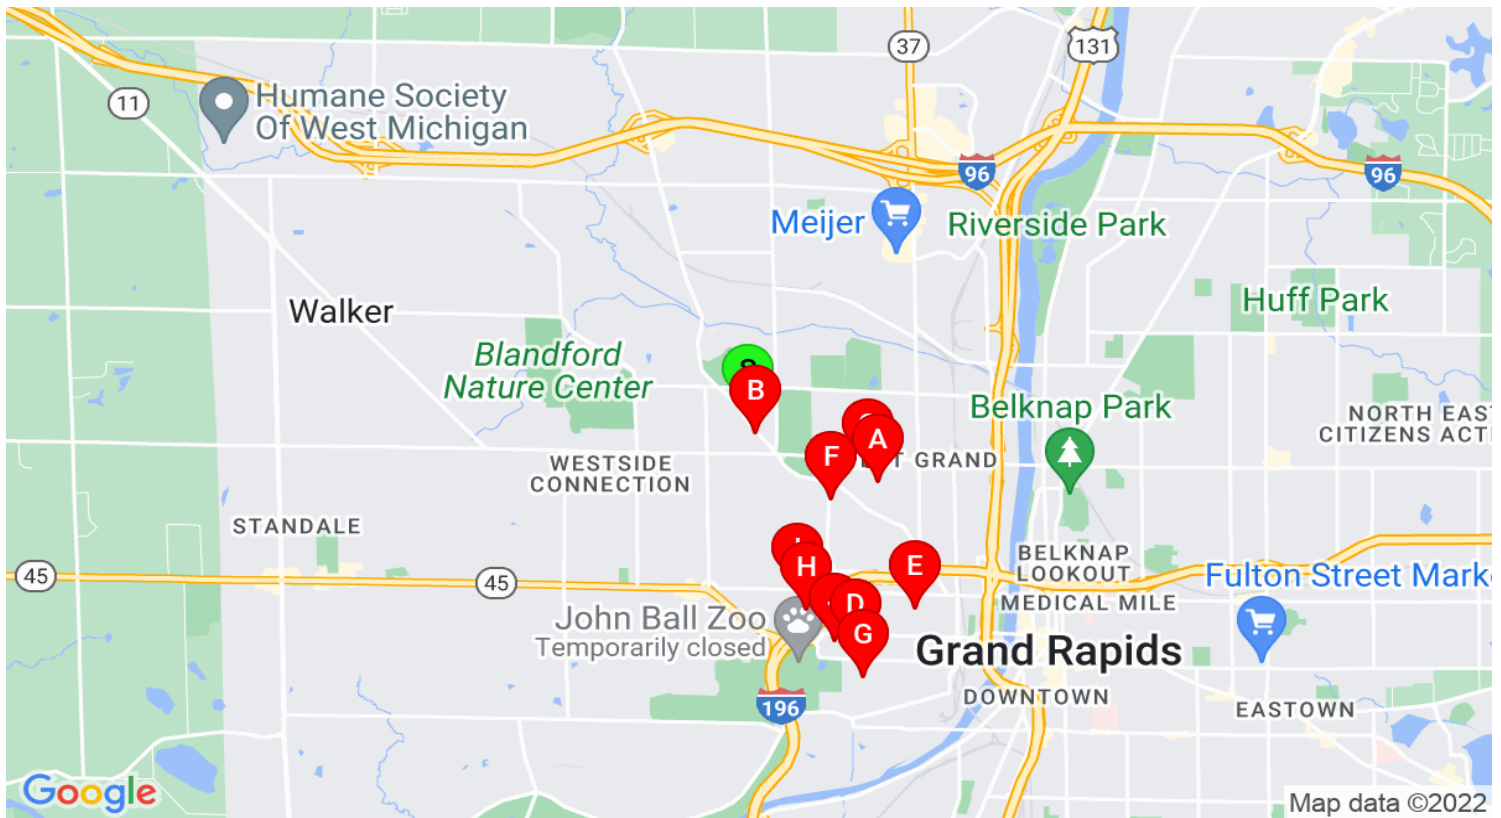 37
131
11
Humane Society
Of West Michigan
96
96
Meijer
Riverside Park
Walker
Huff Park
Blandford
Nature Center
B
Belknap Park
NORTH EAST
CITIZENS ACTI
A
F
GRAND
WESTSIDE
CONNECTION
STANDALE
H
E
BELKNAP
LOOKOUT
45
45
Fulton Street Marke
D
MEDICAL MILE
John Ball Zoo
Temporarily closed
G
Grand Rapids
DOWNTOWN
196
EASTOWN
Google
Map data ©2022